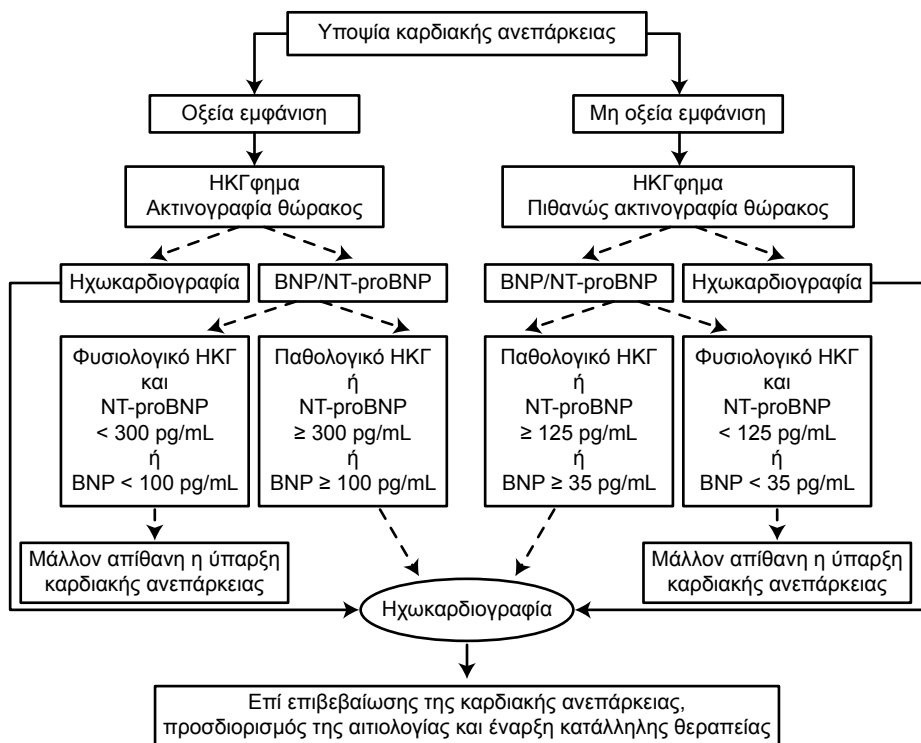 Υποψία καρδιακής ανεπάρκειας
Οξεία εμφάνιση
Μη οξεία εμφάνιση
ΗΚΓφημα
Ακτινογραφία θώρακος
ΗΚΓφημα
Πιθανώς ακτινογραφία θώρακος
Ηχωκαρδιογραφία
BNP/NT-proBNP
BNP/NT-proBNP
Ηχωκαρδιογραφία
Φυσιολογικό ΗΚΓ
και
NT-proBNP
< 300 pg/mL
ή
BNP < 100 pg/mL
Παθολογικό ΗΚΓ
ή
NT-proBNP
≥ 300 pg/mL
ή
BNP ≥ 100 pg/mL
Παθολογικό ΗΚΓ
ή
NT-proBNP
≥ 125 pg/mL
ή
BNP ≥ 35 pg/mL
Φυσιολογικό ΗΚΓ
και
NT-proBNP
< 125 pg/mL
ή
BNP < 35 pg/mL
Μάλλον απίθανη η ύπαρξη
καρδιακής ανεπάρκειας
Μάλλον απίθανη η ύπαρξη
καρδιακής ανεπάρκειας
Ηχωκαρδιογραφία
Επί επιβεβαίωσης της καρδιακής ανεπάρκειας,
προσδιορισμός της αιτιολογίας και έναρξη κατάλληλης θεραπείας